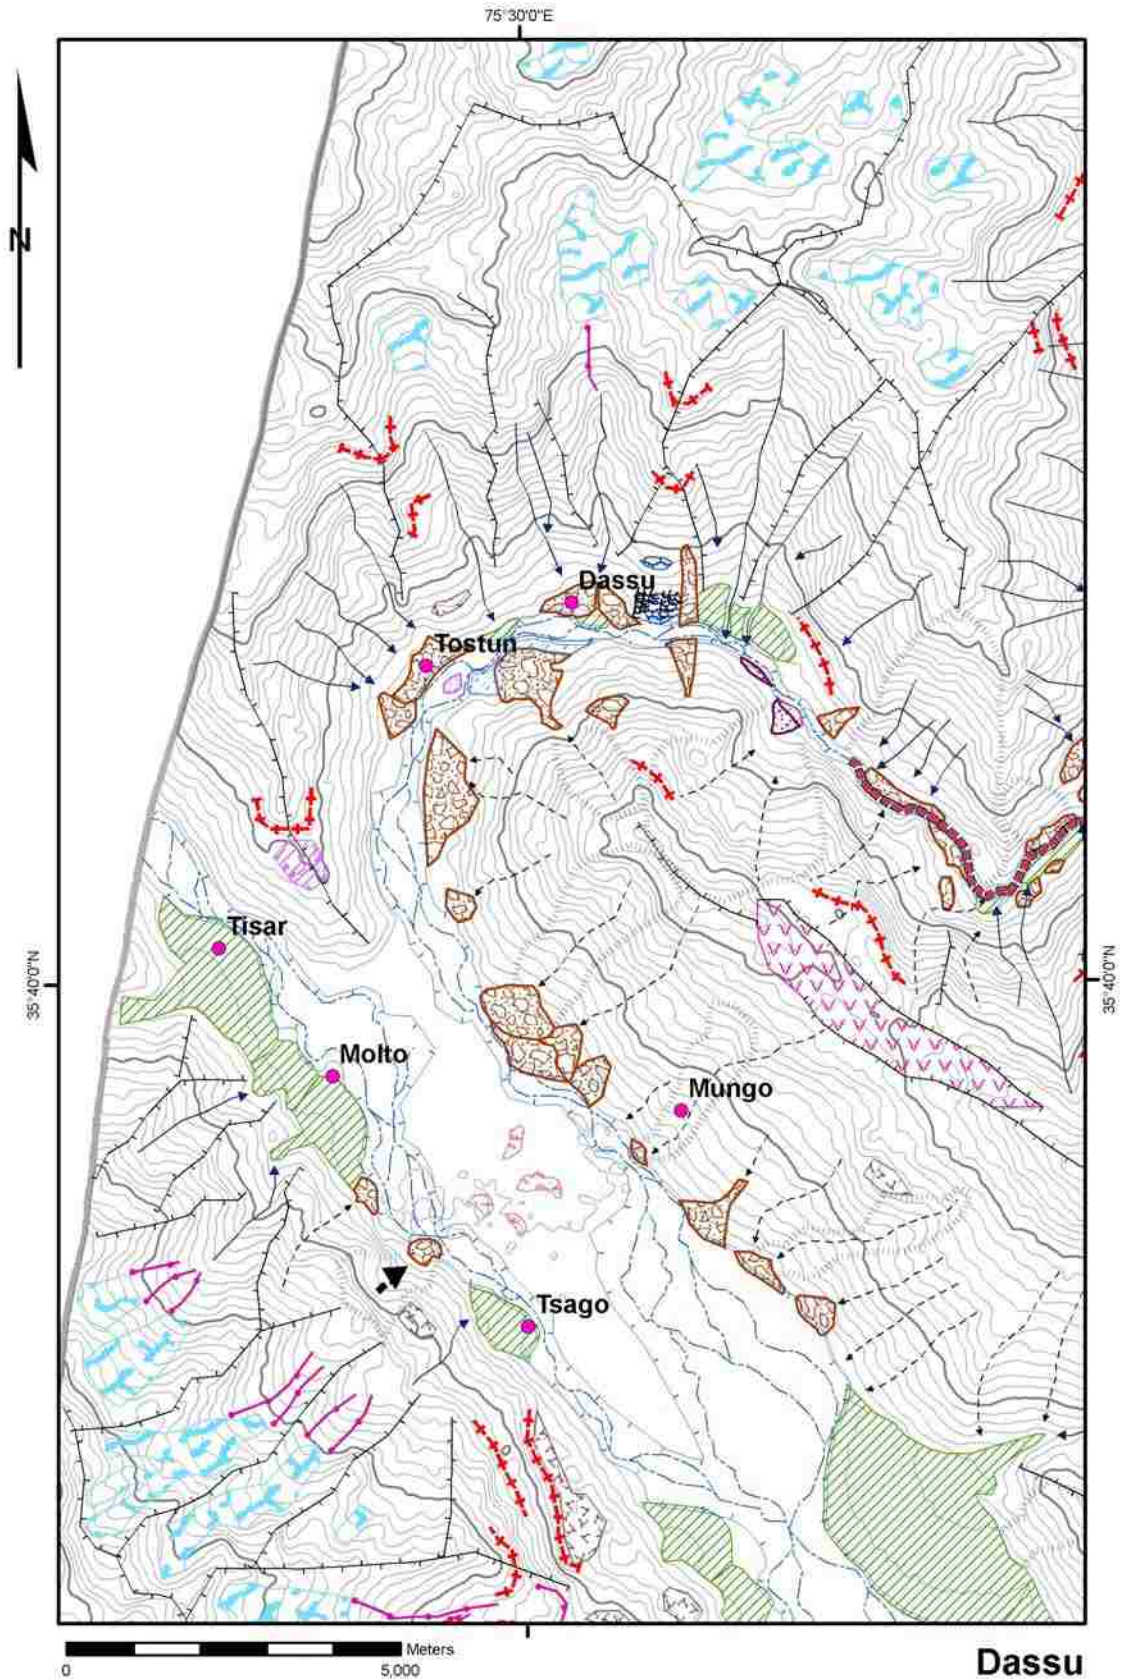 75°30'0"E
N
Dassu
Tostun
Tisar
35°40'0"N
35°40'0"N
Molto
Mungo
Tsago
Meters
0
5,000
Dassu